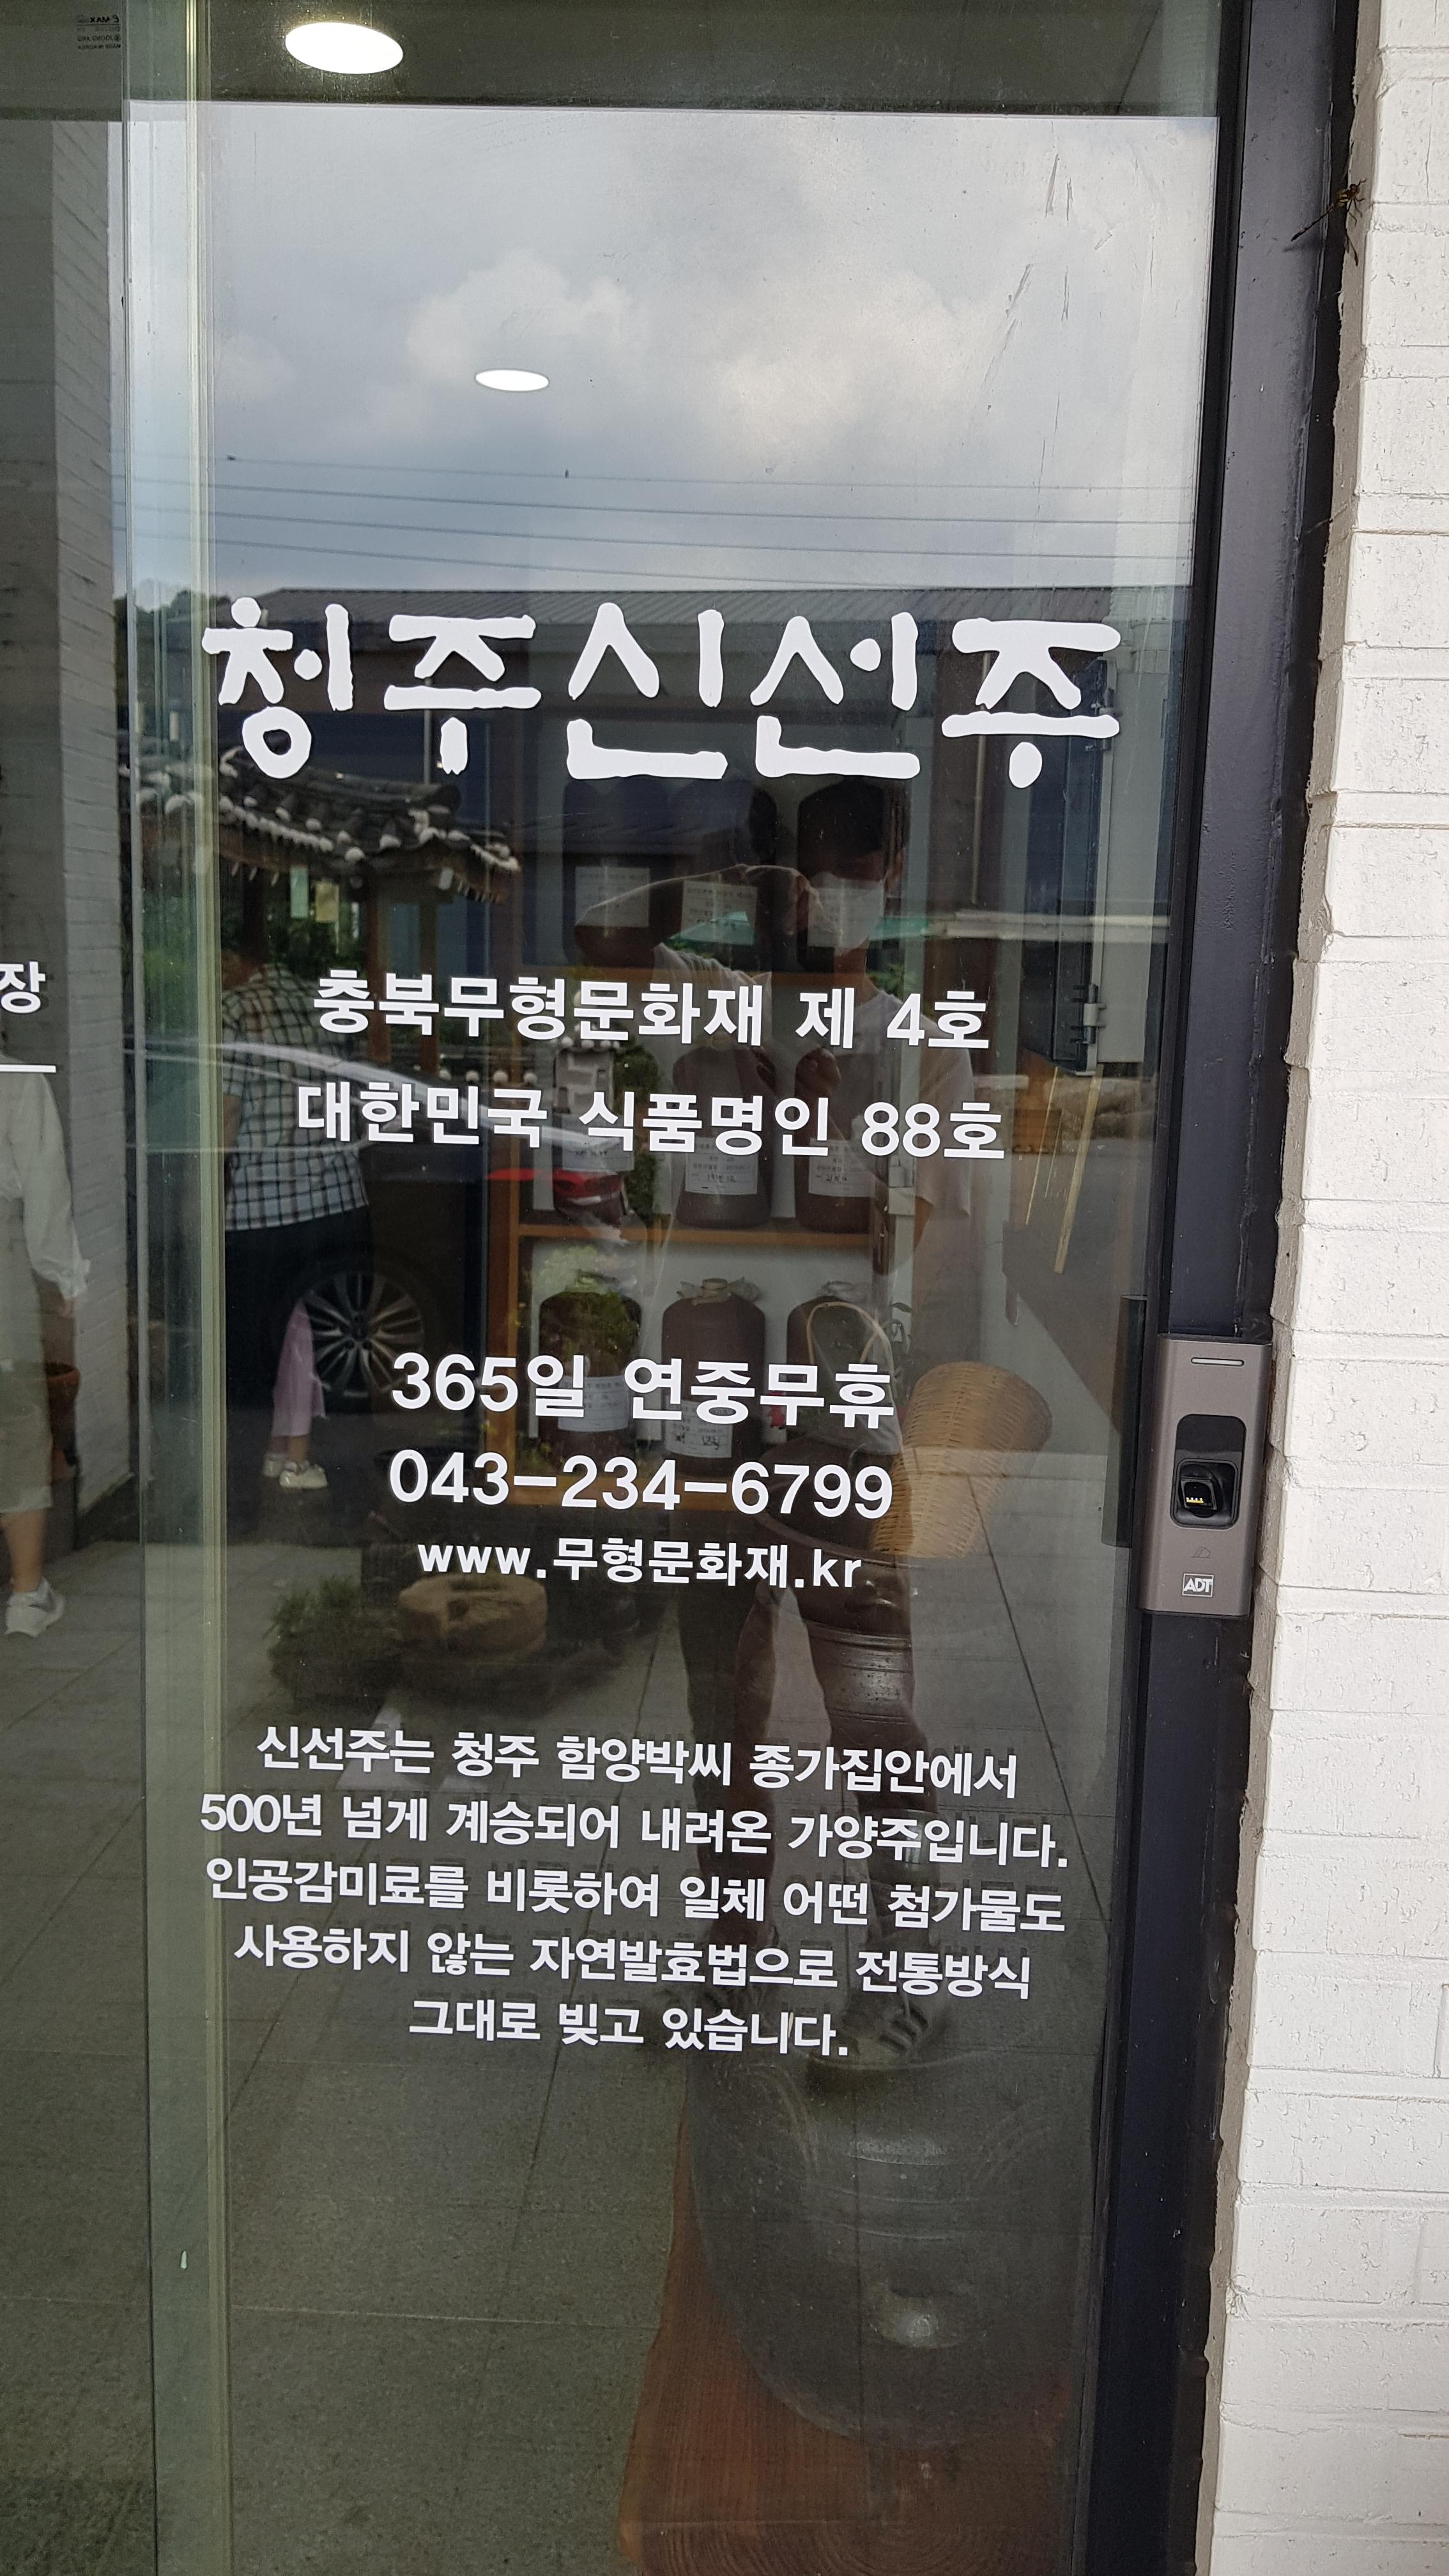 청주신선주
장
충북무형문화재 제 4호
대한민국 식품명인 88호
365일 연중무휴
043-234-6799
www.무형문화재.kr
ADT
신선주는 청주 함양박씨 종가집안에서
500년 넘게 계승되어 내려온 가양주입니다.
인공감미료를 비롯하여 일체 어떤 첨가물도
사용하지 않는 자연발효법으로 전통방식
그대로 빚고 있습니다.